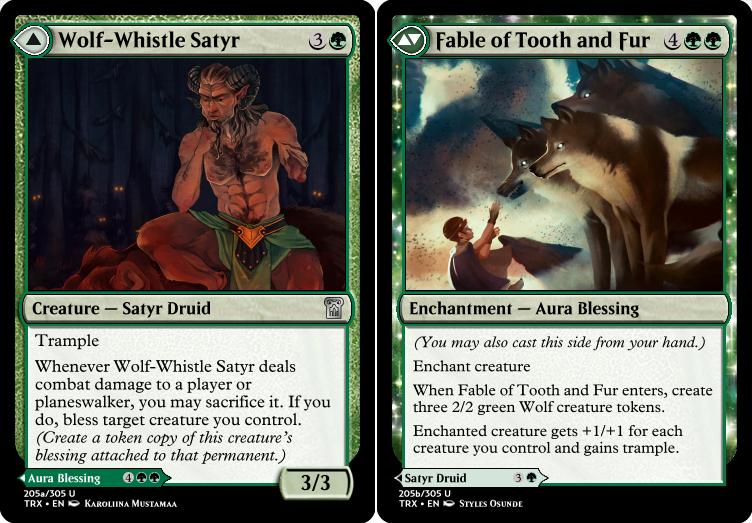 Wolf-Whistle Satyr 3
Creature — Satyr Druid
Trample
Whenever Wolf-Whistle Satyr deals
combat damage to a player or
planeswalker, you may sacrifice it. If you
do, bless target creature you control.
(Create a token copy of this creature's
blessing attached to that permanent.)
Aura Blessing 4
3/3
205a/305 U
TRX • EN Karoliina Mustamaa
Fable of Tooth and Fur 4
Enchantment — Aura Blessing
(You may also cast this side from your hand.)
Enchant creature
When Fable of Tooth and Fur enters, create
three 2/2 green Wolf creature tokens.
Enchanted creature gets +1/+1 for each
creature you control and gains trample.
Satyr Druid 3
205b/305 U
TRX • EN Styles Osunde